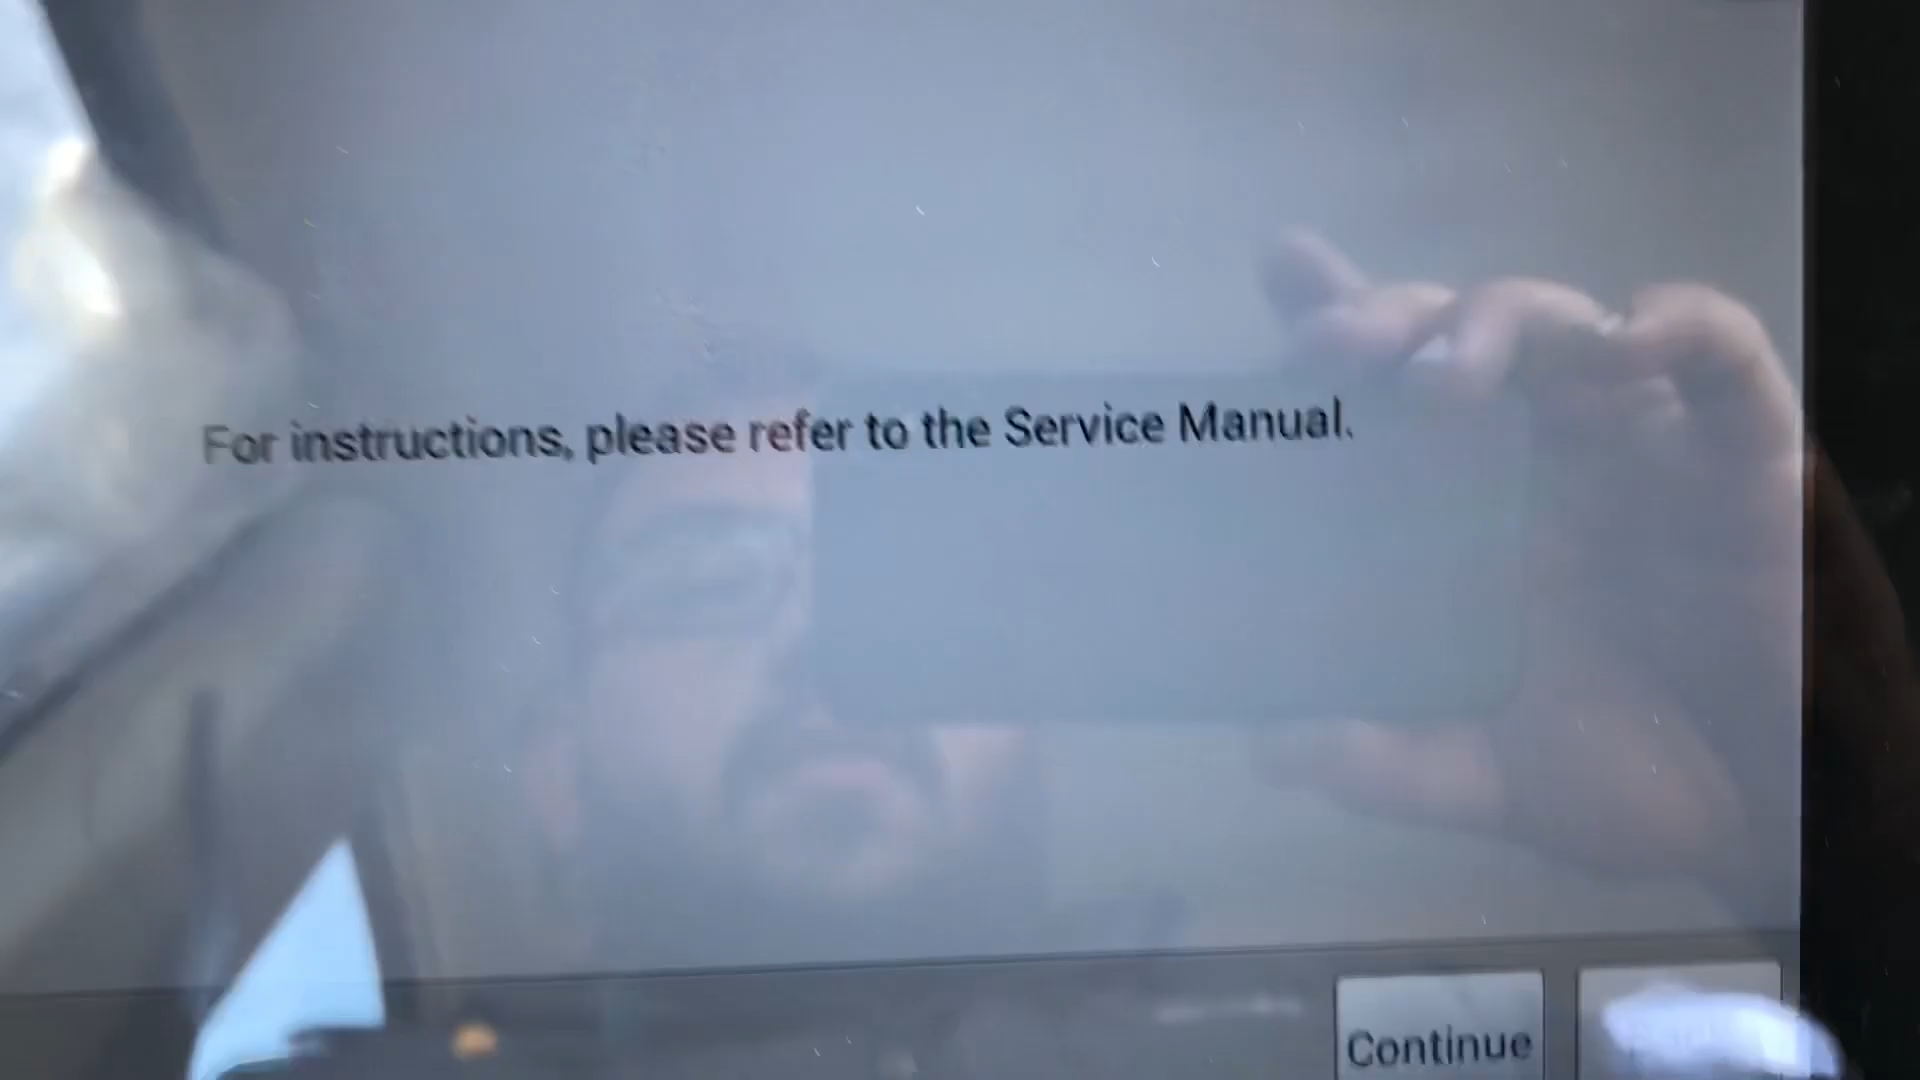 For instructions, please refer to the Service Manual.
Continue